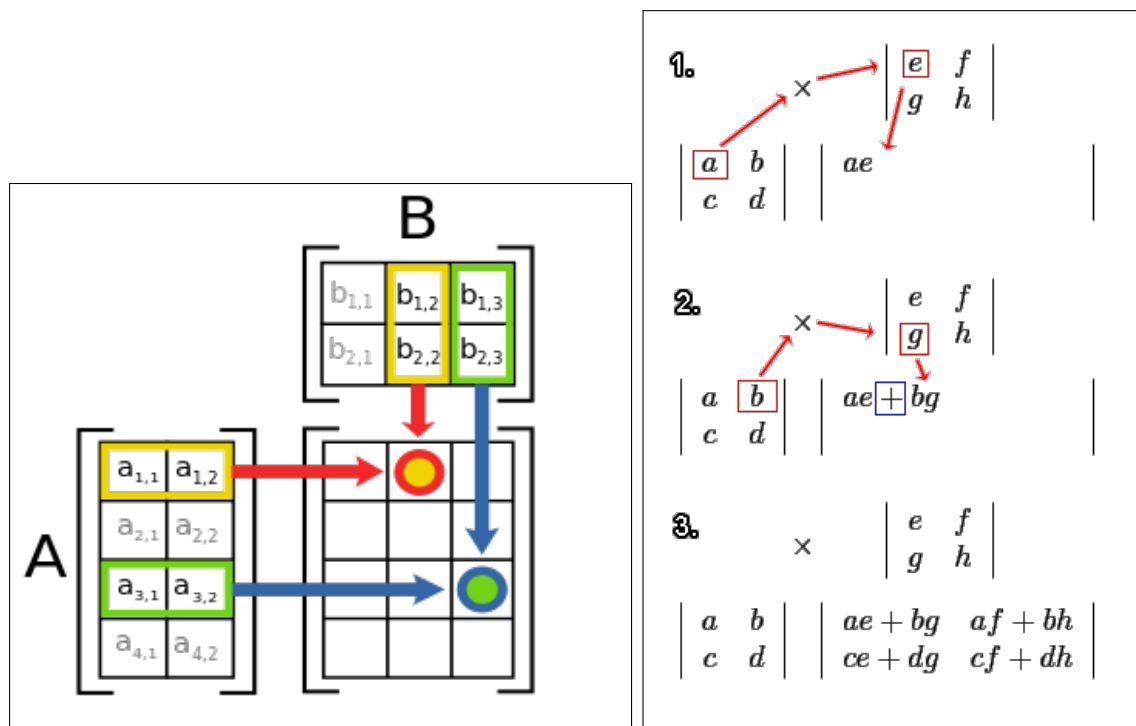 B
b1,1 b1,2 b1,3
b2,1 b2,2 b2,3
A
a1,1 a1,2
a2,1 a2,2
a3,1 a3,2
a4,1 a4,2
1.
× e f
g h
a b ae
c d
2.
× e f
g h
a b ae + bg
c d
3.
× e f
g h
a b ae + bg af + bh
c d ce + dg cf + dh